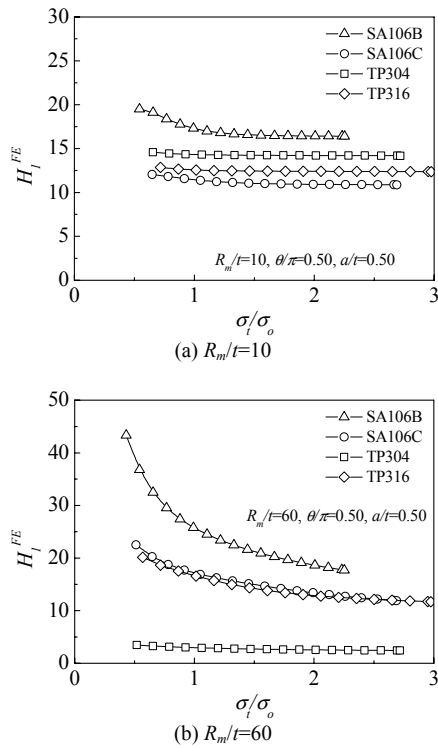 30
25
20
15
10
5
0
0
1
2
3
H_1^{FE}
SA106B
SA106C
TP304
TP316
R_m/t=10, θ/π=0.50, a/t=0.50
σ_t/σ_o
(a) R_m/t=10
50
40
30
20
10
0
0
1
2
3
H_1^{FE}
SA106B
SA106C
TP304
TP316
R_m/t=60, θ/π=0.50, a/t=0.50
σ_t/σ_o
(b) R_m/t=60